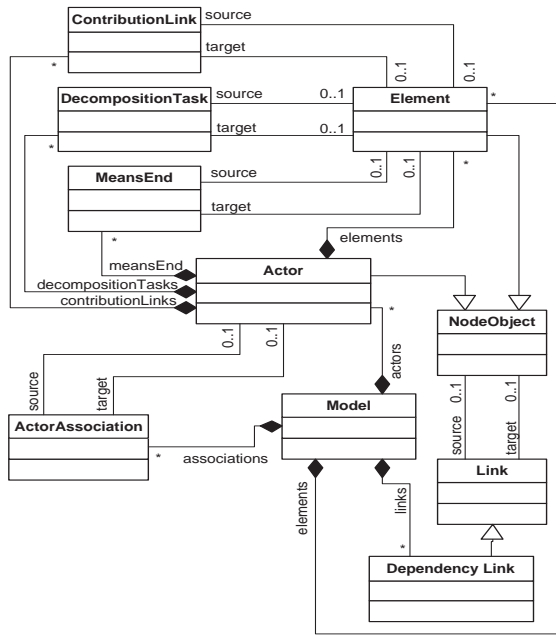 ContributionLink
source
target
*
0..1
0..1
DecompositionTask
source
0..1
Element
*
target
0..1
*
MeansEnd
source
0..1
0..1
*
target
*
elements
meansEnd
Actor
decompositionTasks
contributionLinks
*
NodeObject
0..1
0..1
actors
source
target
0..1
0..1
source
target
ActorAssociation
Model
*
associations
elements
links
Link
*
Dependency Link